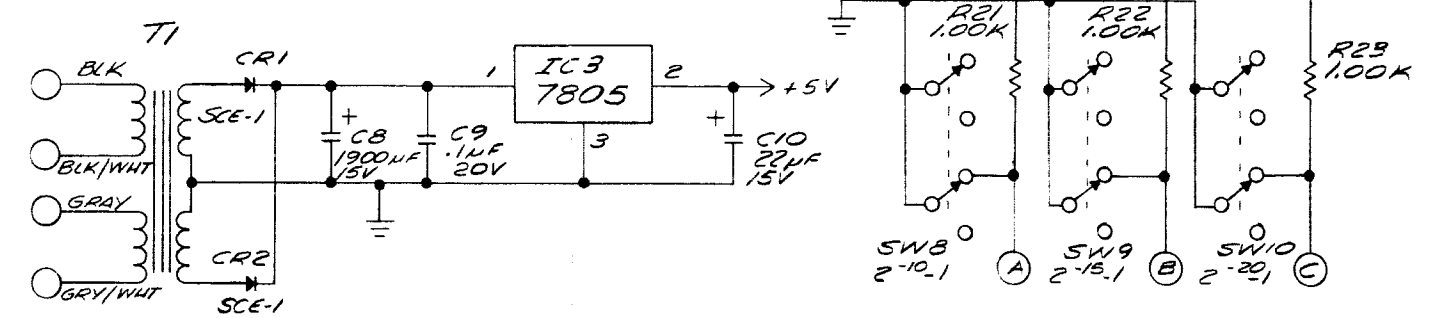 T1
BLK
BLK/WHT
GRAY
GRY/WHT
CR1
SCE-1
CR2
SCE-1
+
C8
1900µF
15V
C9
.1µF
20V
1
IC3
7805
2
3
+5V
+
C10
22µF
15V
R21
1.00K
R22
1.00K
R23
1.00K
SW8
2-10-1
A
SW9
2-15-1
B
SW10
2-20-1
C